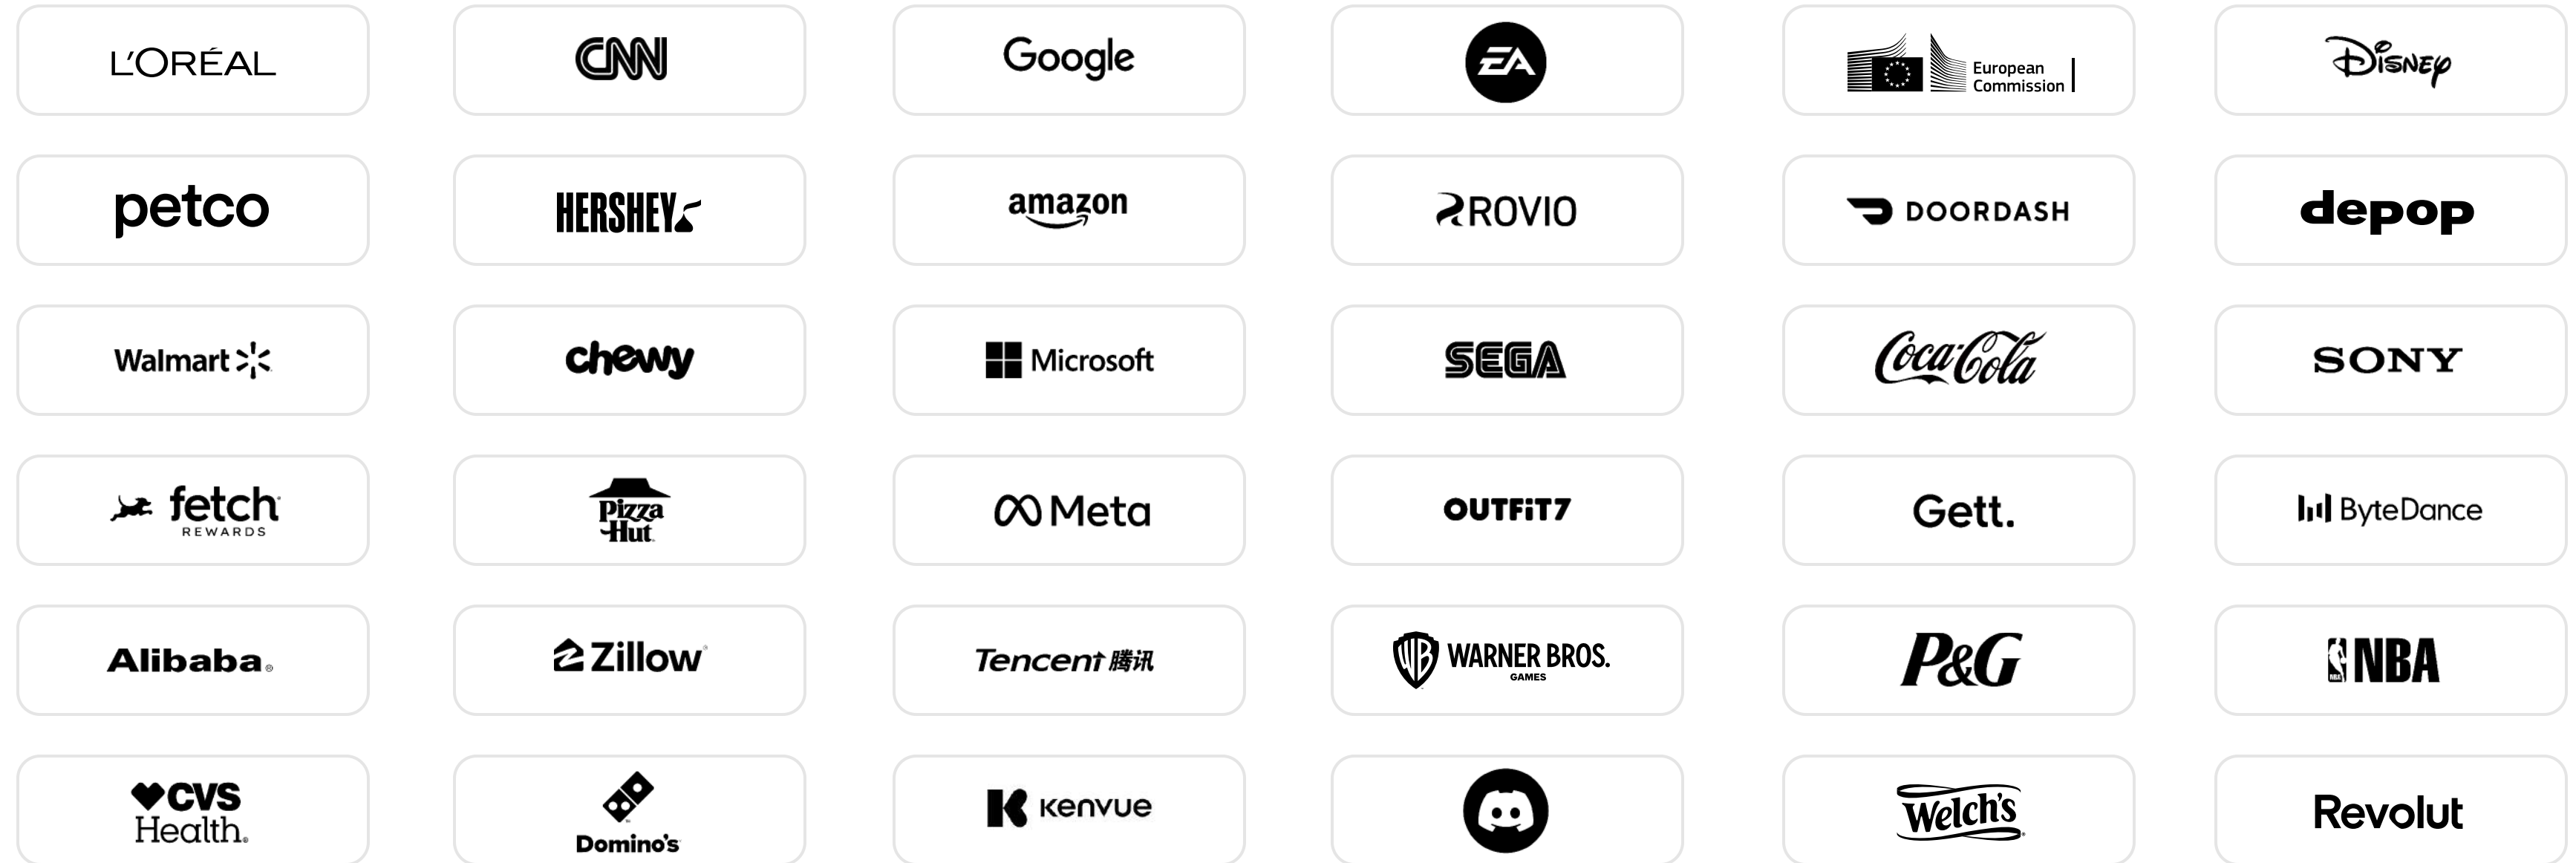 L'ORÉAL
CNN
Google
EA
European
Commission
Disney
petco
HERSHEY
amazon
ROVIO
DOORDASH
depop
Walmart
chewy
Microsoft
SEGA
Coca-Cola
SONY
fetch
REWARDS
Pizza
Hut
Meta
OUTFiT7
Gett.
ByteDance
Alibaba®
Zillow®
Tencent 腾讯
WB WARNER BROS.
GAMES
P&G
NBA NBA
CVS
Health®
Domino's
kenvue
Welch's®
Revolut